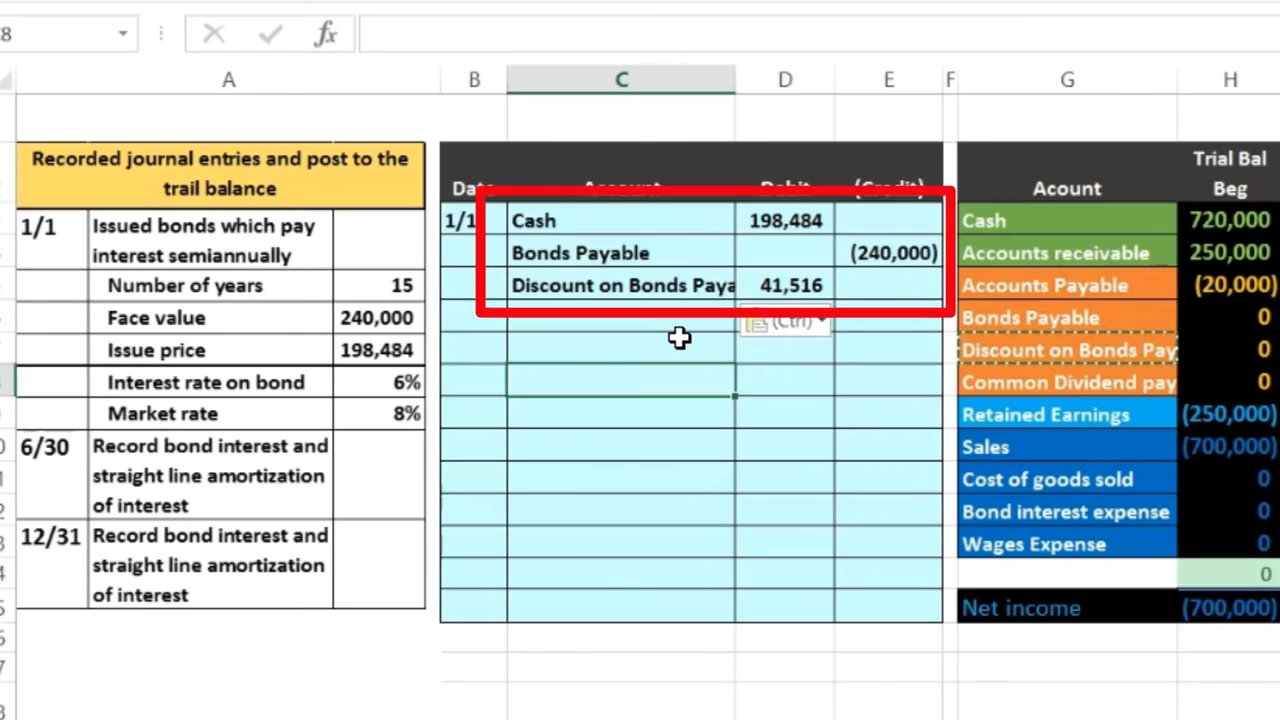 8
fx
A B C D E F G H
Recorded journal entries and post to the
trail balance
1/1 Issued bonds which pay
interest semiannually
Number of years 15
Face value 240,000
Issue price 198,484
Interest rate on bond 6%
Market rate 8%
6/30 Record bond interest and
straight line amortization
of interest
12/31 Record bond interest and
straight line amortization
of interest
Date Account Debit (Credit)
1/1 Cash 198,484
Bonds Payable (240,000)
Discount on Bonds Paya 41,516
(Ctrl)
Trial Bal
Acount Beg
Cash 720,000
Accounts receivable 250,000
Accounts Payable (20,000)
Bonds Payable 0
Discount on Bonds Pay 0
Common Dividend pay 0
Retained Earnings (250,000)
Sales (700,000)
Cost of goods sold 0
Bond interest expense 0
Wages Expense 0
0
Net income (700,000)